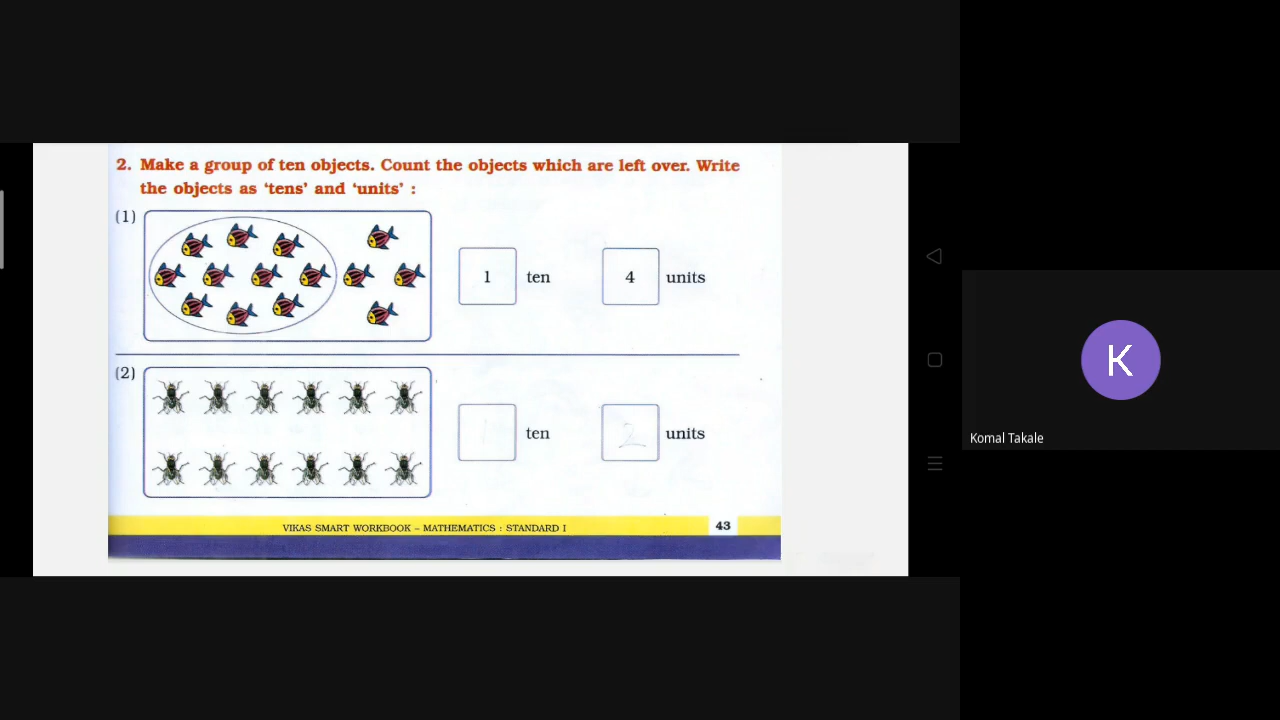 2. Make a group of ten objects. Count the objects which are left over. Write
the objects as 'tens' and 'units' :
(1)
1 ten 4 units
(2)
1 ten 2 units
VIKAS SMART WORKBOOK – MATHEMATICS : STANDARD I 43
K
Komal Takale